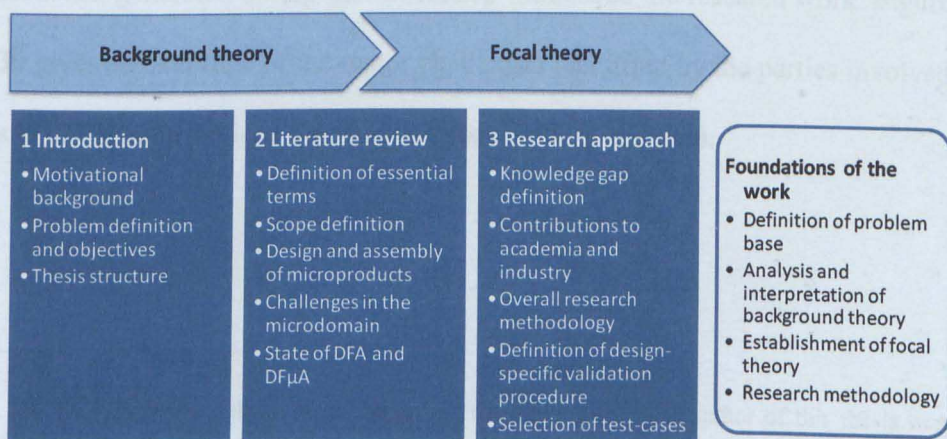 Background theory
Focal theory
1 Introduction
• Motivational
background
• Problem definition
and objectives
• Thesis structure
2 Literature review
• Definition of essential
terms
• Scope definition
• Design and assembly
of microproducts
• Challenges in the
microdomain
• State of DFA and
DFμA
3 Research approach
• Knowledge gap
definition
• Contributions to
academia and
industry
• Overall research
methodology
• Definition of design-
specific validation
procedure
• Selection of test-cases
Foundations of the
work
• Definition of problem
base
• Analysis and
interpretation of
background theory
• Establishment of focal
theory
• Research methodology